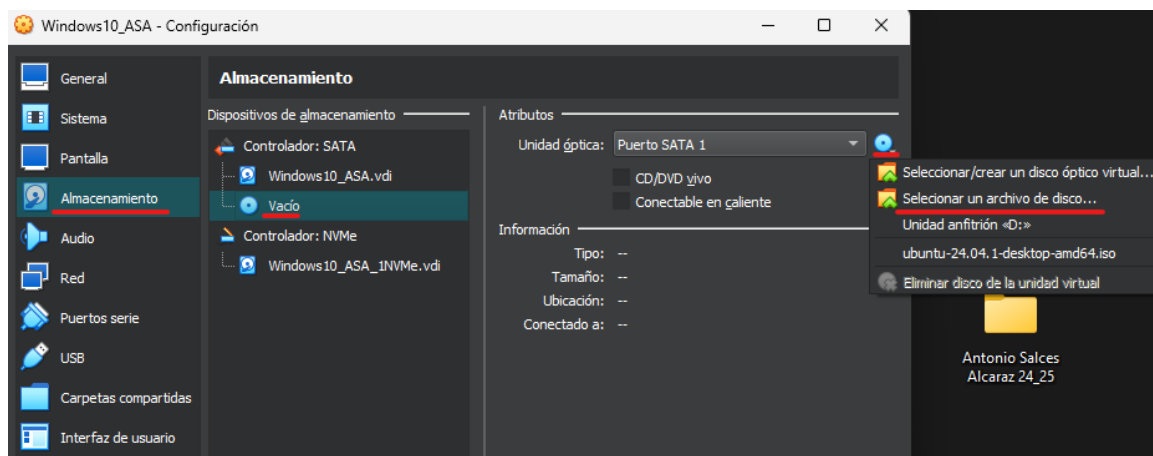 Windows10_ASA - Configuración
General
Sistema
Pantalla
Almacenamiento
Audio
Red
Puertos serie
USB
Carpetas compartidas
Interfaz de usuario
Almacenamiento
Dispositivos de almacenamiento
Controlador: SATA
Windows10_ASA.vdi
Vacío
Controlador: NVMe
Windows10_ASA_1NVMe.vdi
Atributos
Unidad óptica: Puerto SATA 1
CD/DVD vivo
Conectable en caliente
Información
Tipo: --
Tamaño: --
Ubicación: --
Conectado a: --
Seleccionar/crear un disco óptico virtual...
Selecionar un archivo de disco...
Unidad anfitrión «D:»
ubuntu-24.04.1-desktop-amd64.iso
Eliminar disco de la unidad virtual
Antonio Salces
Alcaraz 24_25